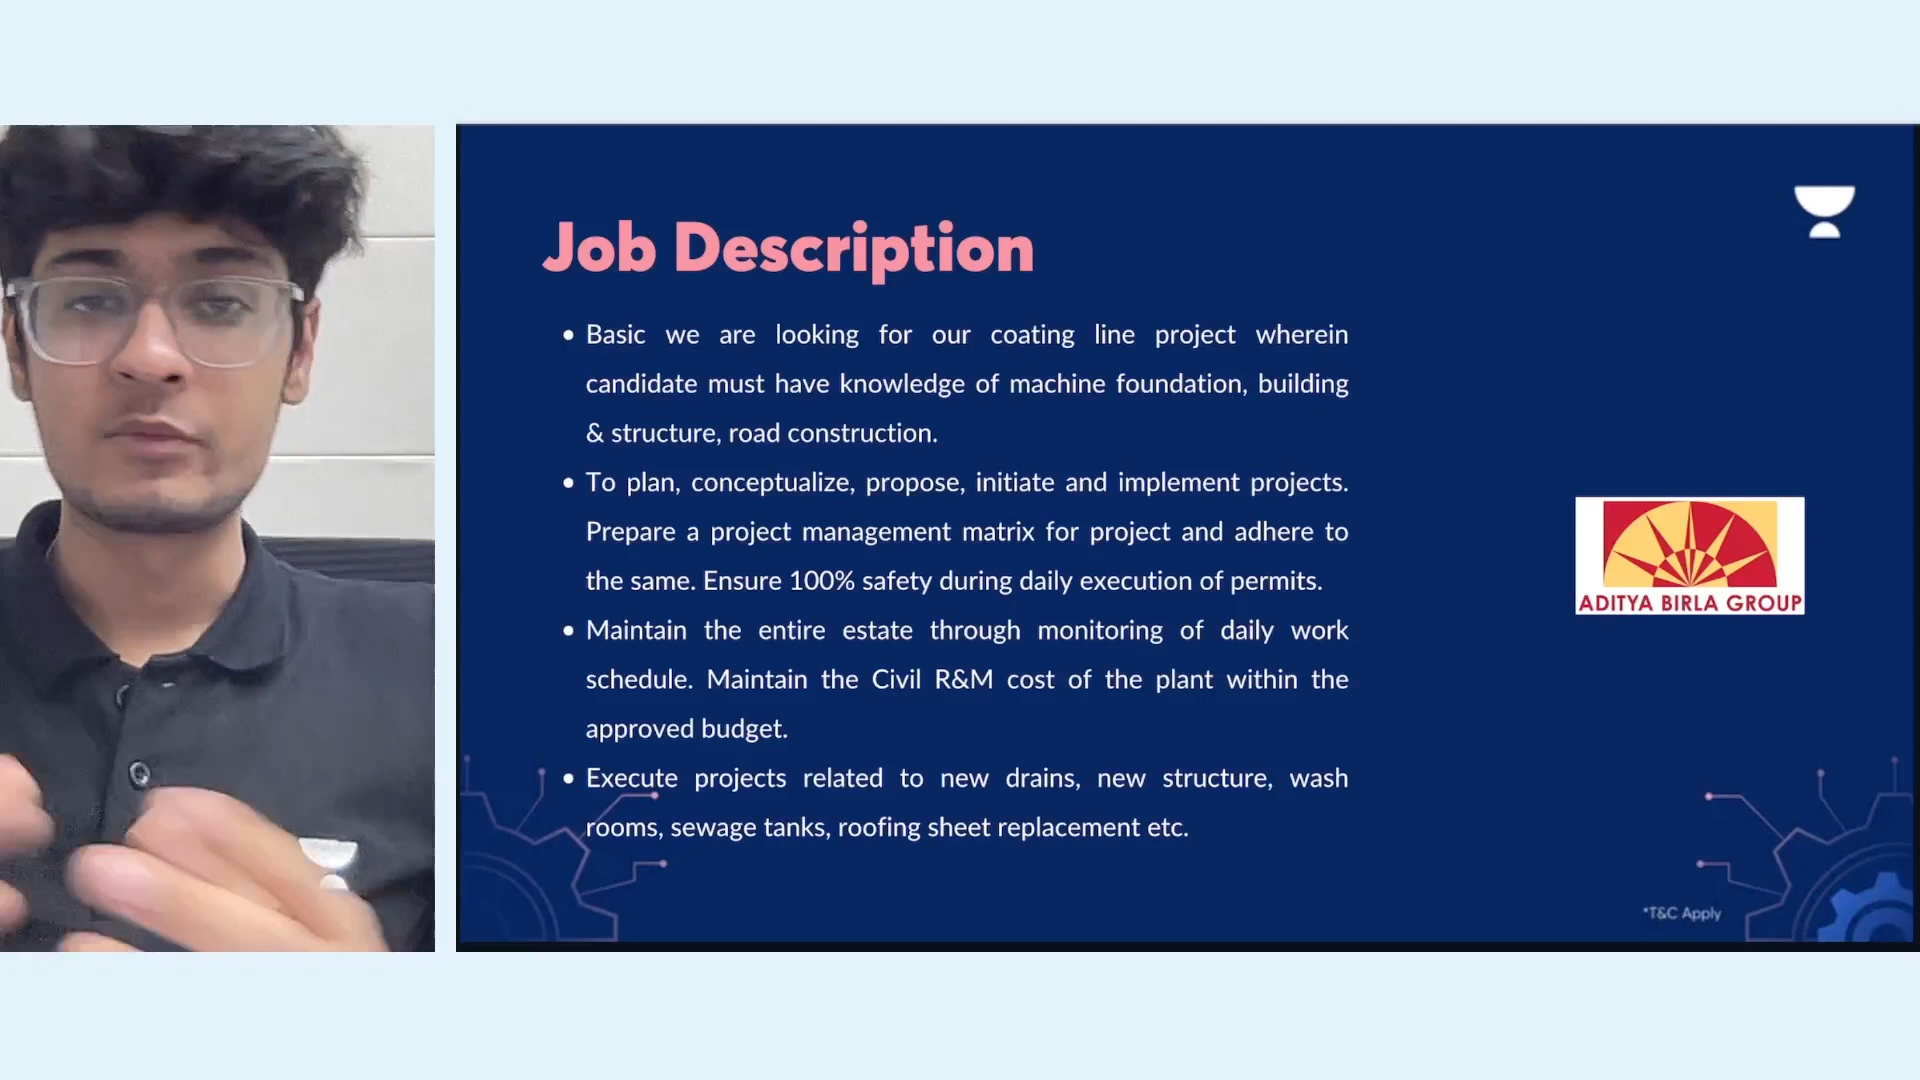 Job Description
• Basic we are looking for our coating line project wherein
candidate must have knowledge of machine foundation, building
& structure, road construction.
• To plan, conceptualize, propose, initiate and implement projects.
Prepare a project management matrix for project and adhere to
the same. Ensure 100% safety during daily execution of permits.
• Maintain the entire estate through monitoring of daily work
schedule. Maintain the Civil R&M cost of the plant within the
approved budget.
• Execute projects related to new drains, new structure, wash
rooms, sewage tanks, roofing sheet replacement etc.
ADITYA BIRLA GROUP
*T&C Apply